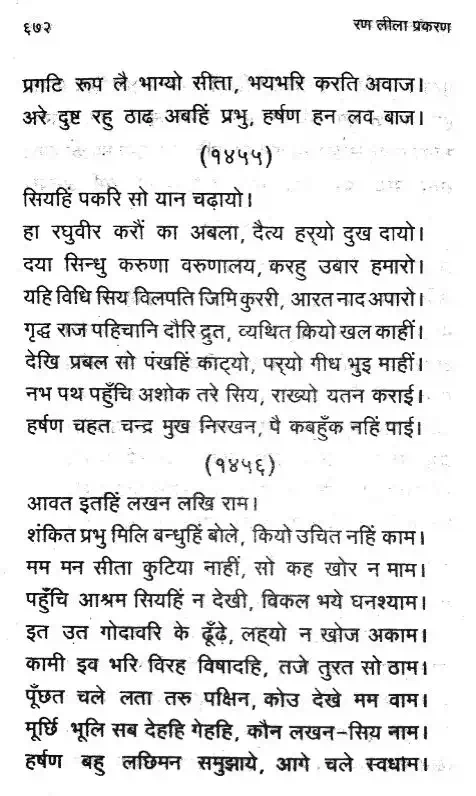 ६७२ रण लीला प्रकरण
प्रगटि रूप लै भाग्यो सीता, भयभरि करति अवाज।
अरे दुष्ट रहु ठाढ़ अबहिं प्रभु, हर्षण हन लव बाज।
(१४५५)
सियहिं पकरि सो यान चढ़ायो।
हा रघुवीर करौं का अबला, दैत्य हर्‌यो दुख दायो।
दया सिन्धु करुणा वरुणालय, करहु उबार हमारो।
यहि विधि सिय विलपति जिमि कुररी, आरत नाद अपारो।
गृद्ध राज पहिचानि दौरि द्रुत, व्यथित कियो खल काहीं।
देखि प्रबल सो पंखहिं काट्यो, पर्‌यो गीध भुइ माहीं।
नभ पथ पहुँचि अशोक तरे सिय, राख्यो यतन कराई।
हर्षण चहत चन्द्र मुख निरखन, पै कबहुँक नहिं पाई।
(१४५६)
आवत इतहिं लखन लखि राम।
शंकित प्रभु मिलि बन्धुहिं बोले, कियो उचित नहिं काम।
मम मन सीता कुटिया नाहीं, सो कह खोर न माम।
पहुँचि आश्रम सियहिं न देखी, विकल भये घनश्याम।
इत उत गोदावरि के ढूँढ़े, लह्‌यो न खोज अकाम।
कामी इव भरि विरह विषादहि, तजे तुरत सो ठाम।
पूँछत चले लता तरु पक्षिन, कोउ देखे मम वाम।
मूर्छि भूलि सब देहहि गेहहि, कौन लखन-सिय नाम।
हर्षण बहु लछिमन समुझाये, आगे चले स्वधाम।